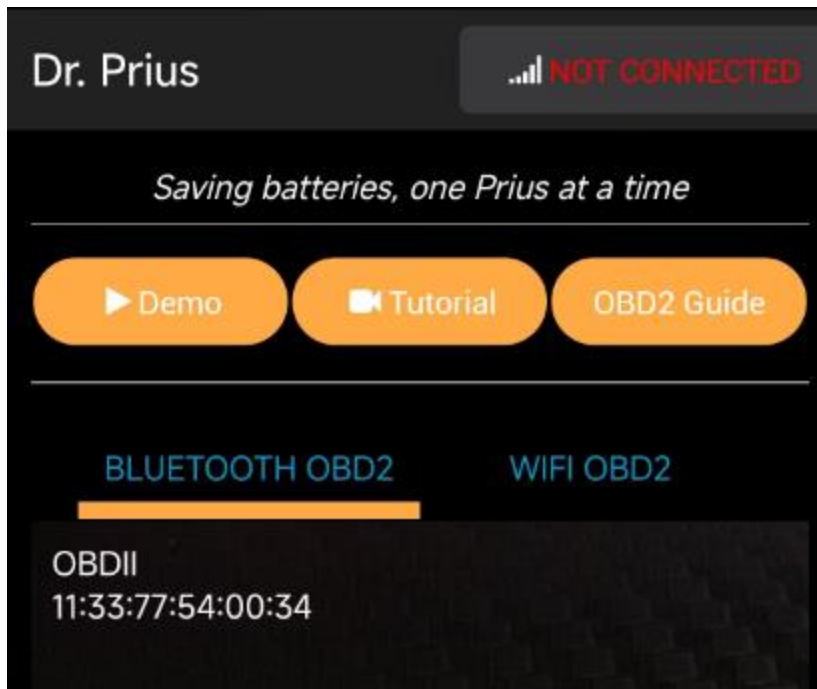 Dr. Prius
NOT CONNECTED
Saving batteries, one Prius at a time
Demo
Tutorial
OBD2 Guide
BLUETOOTH OBD2
WIFI OBD2
OBDII
11:33:77:54:00:34